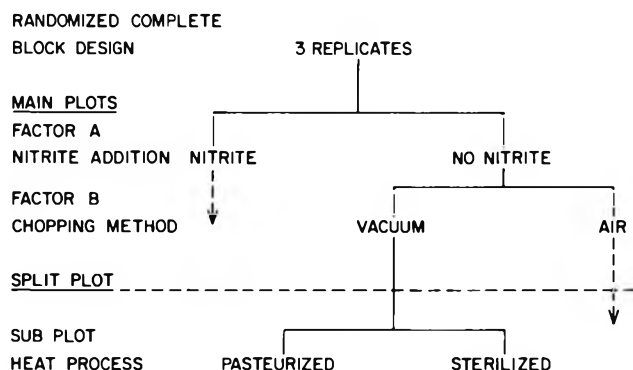 RANDOMIZED COMPLETE
BLOCK DESIGN 3 REPLICATES
MAIN PLOTS
FACTOR A
NITRITE ADDITION NITRITE NO NITRITE
FACTOR B
CHOPPING METHOD VACUUM AIR
SPLIT PLOT
SUB PLOT
HEAT PROCESS PASTEURIZED STERILIZED